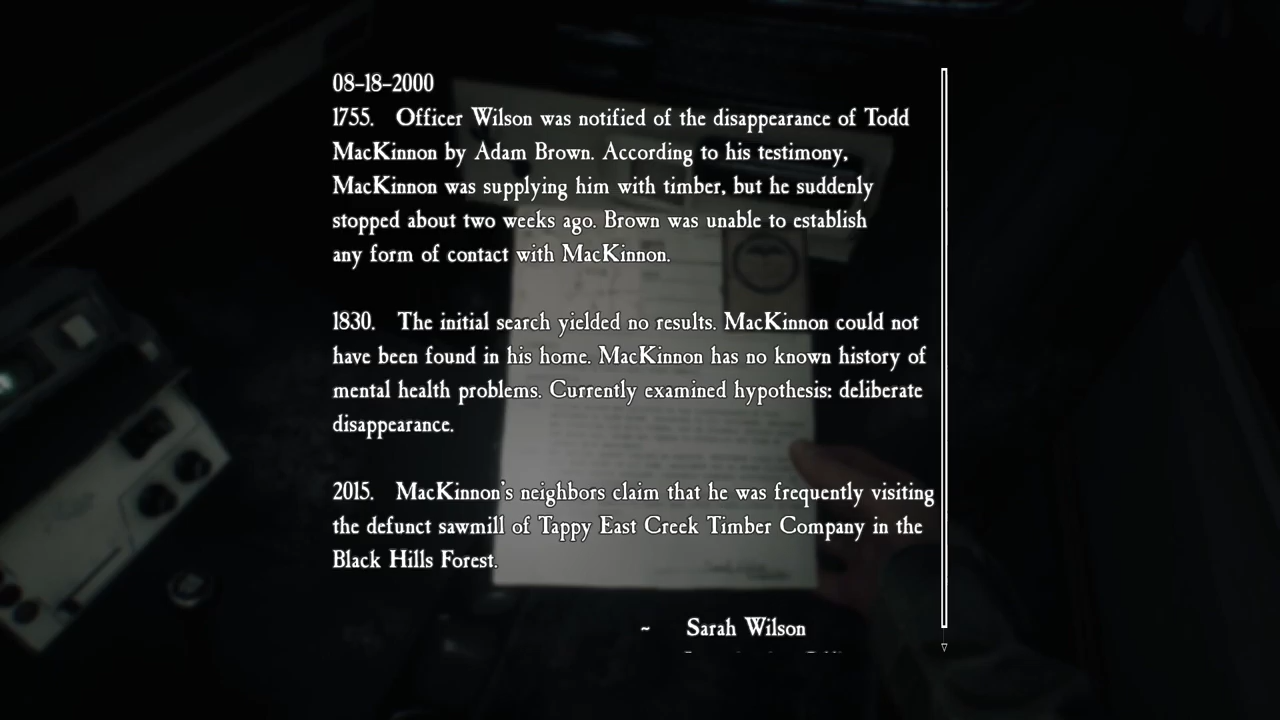 08-18-2000
1755. Officer Wilson was notified of the disappearance of Todd
MacKinnon by Adam Brown. According to his testimony,
MacKinnon was supplying him with timber, but he suddenly
stopped about two weeks ago. Brown was unable to establish
any form of contact with MacKinnon.
1830. The initial search yielded no results. MacKinnon could not
have been found in his home. MacKinnon has no known history of
mental health problems. Currently examined hypothesis: deliberate
disappearance.
2015. MacKinnon's neighbors claim that he was frequently visiting
the defunct sawmill of Tappy East Creek Timber Company in the
Black Hills Forest.
~ Sarah Wilson